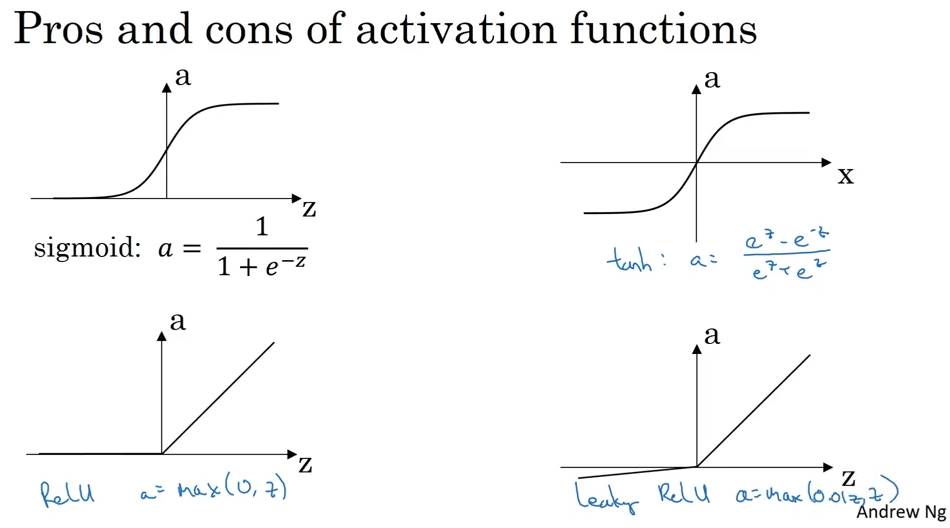 Pros and cons of activation functions
a
z
sigmoid: a = 1 / (1 + e^{-z})
a
x
tanh: a = (e^z - e^{-z}) / (e^z + e^z)
a
z
ReLU a = max(0, z)
a
z
leaky ReLU a = max(0.01z, z)
Andrew Ng